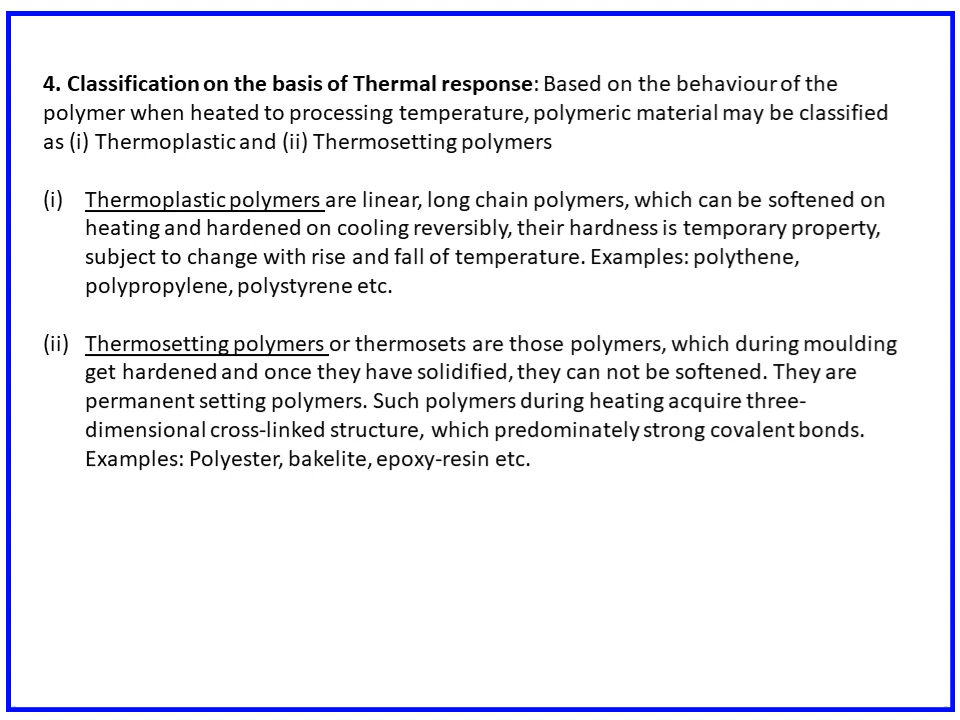 4. Classification on the basis of Thermal response: Based on the behaviour of the
polymer when heated to processing temperature, polymeric material may be classified
as (i) Thermoplastic and (ii) Thermosetting polymers
(i) Thermoplastic polymers are linear, long chain polymers, which can be softened on
heating and hardened on cooling reversibly, their hardness is temporary property,
subject to change with rise and fall of temperature. Examples: polythene,
polypropylene, polystyrene etc.
(ii) Thermosetting polymers or thermosets are those polymers, which during moulding
get hardened and once they have solidified, they can not be softened. They are
permanent setting polymers. Such polymers during heating acquire three-
dimensional cross-linked structure, which predominately strong covalent bonds.
Examples: Polyester, bakelite, epoxy-resin etc.